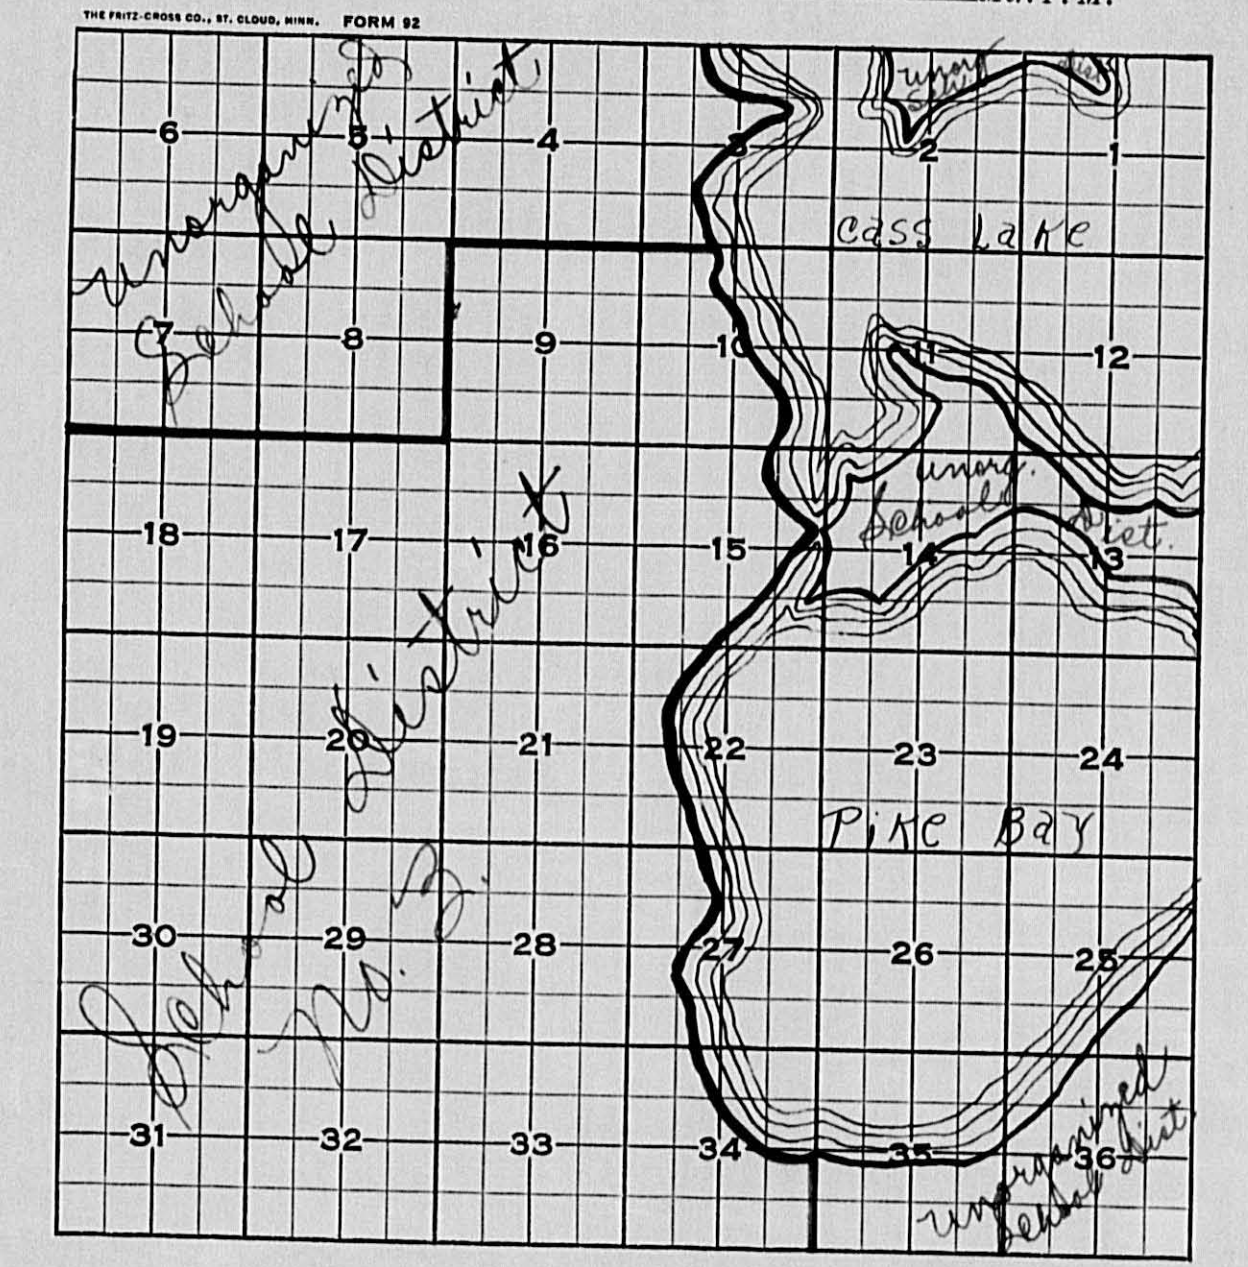 THE FRITZ-CROSS CO., ST. CLOUD, MINN. FORM 92
unorg Dist
School
6 5 4 3 2 1
unorganized
School District
Cass Lake
7 8 9 10 11 12
unorg.
School Dist.
18 17 16 15 14 13
19 20 21 22 23 24
Pike Bay
School District
No. 3.
30 29 28 27 26 25
31 32 33 34 35 36
unorganized
School Dist